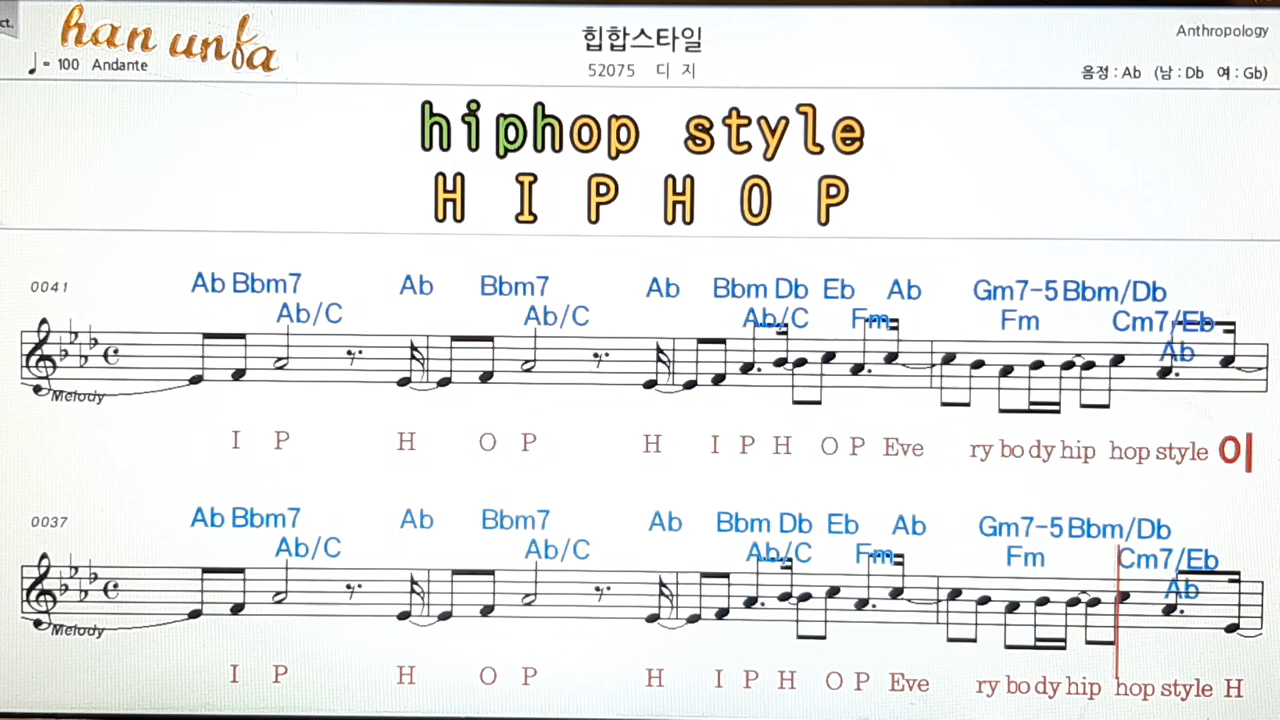 ct.
han unfa
힙합스타일
Anthropology
♩= 100 Andante
52075 디 지
음정 : Ab (남 : Db 여 : Gb)
hiphop style
H I P H O P
0041
Ab Bbm7 Ab Bbm7 Ab Bbm Db Eb Ab Gm7-5 Bbm/Db
Ab/C Ab/C Ab/C Fm Fm Cm7/Eb
Ab
Melody
I P H O P H I P H O P Eve ry bo dy hip hop style 이
0037
Ab Bbm7 Ab Bbm7 Ab Bbm Db Eb Ab Gm7-5 Bbm/Db
Ab/C Ab/C Ab/C Fm Fm Cm7/Eb
Ab
Melody
I P H O P H I P H O P Eve ry bo dy hip hop style H